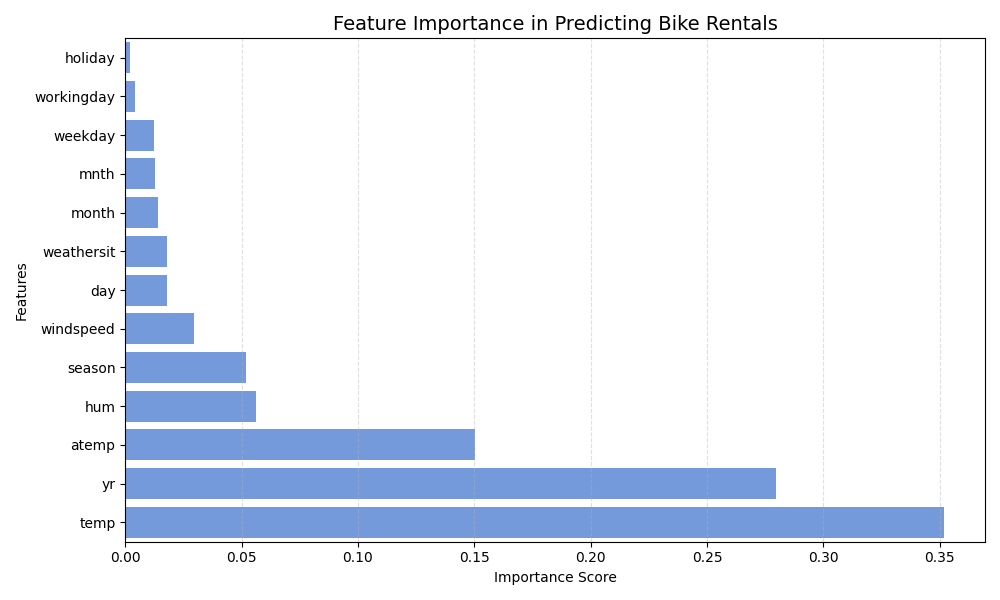 Feature Importance in Predicting Bike Rentals
holiday
workingday
weekday
mnth
month
weathersit
day
windspeed
season
hum
atemp
yr
temp
Features
0.00 0.05 0.10 0.15 0.20 0.25 0.30 0.35
Importance Score